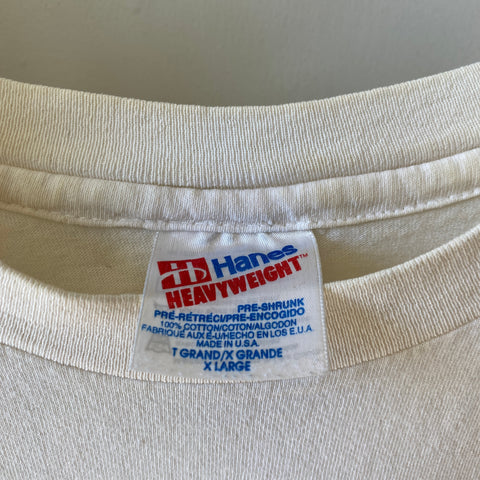 Hanes
HEAVYWEIGHT™
PRE-SHRUNK
PRÉ-RÉTRÉCI/PRE-ENCOGIDO
100% COTTON/COTON/ALGODON
FABRIQUÉ AUX E-U/HECHO EN LOS E.U.A.
MADE IN U.S.A.
T GRAND/X GRANDE
X LARGE